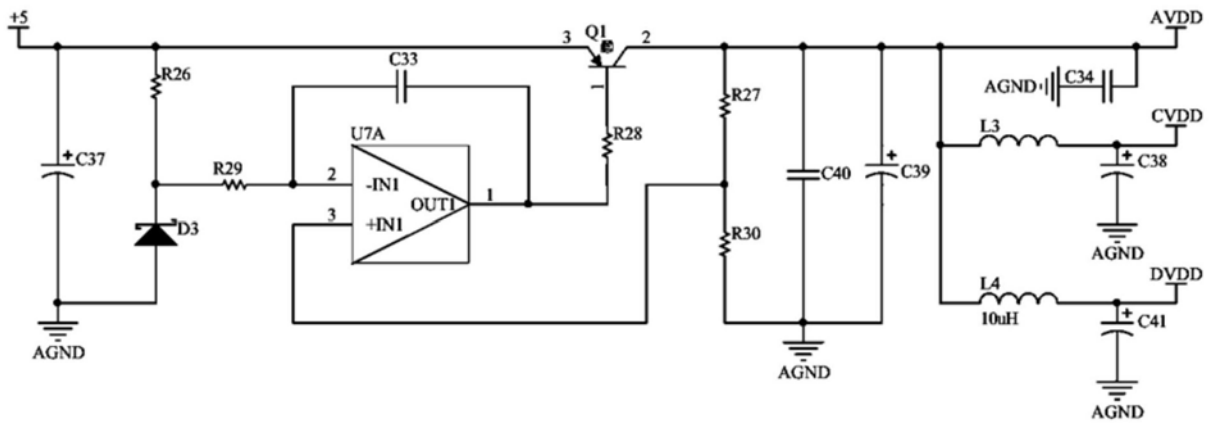 +5
Q1
AVDD
3
2
C33
R26
AGND
C34
1
R27
CVDD
L3
U7A
R28
C37
R29
C40
C39
C38
2
-IN1
OUT1
1
3
+IN1
D3
R30
AGND
L4
DVDD
10uH
C41
AGND
AGND
AGND